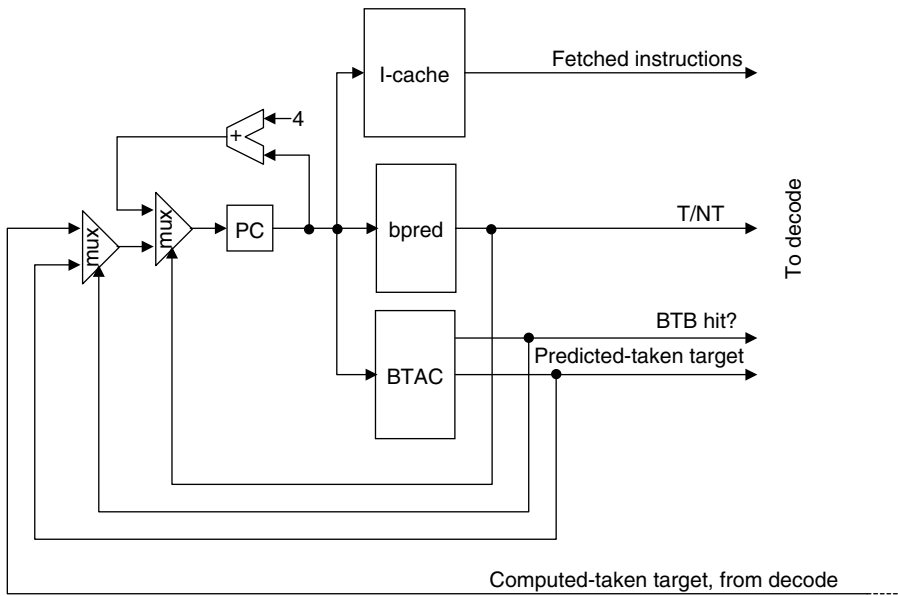 I-cache
Fetched instructions
4
+
mux
mux
PC
bpred
T/NT
To decode
BTAC
BTB hit?
Predicted-taken target
Computed-taken target, from decode